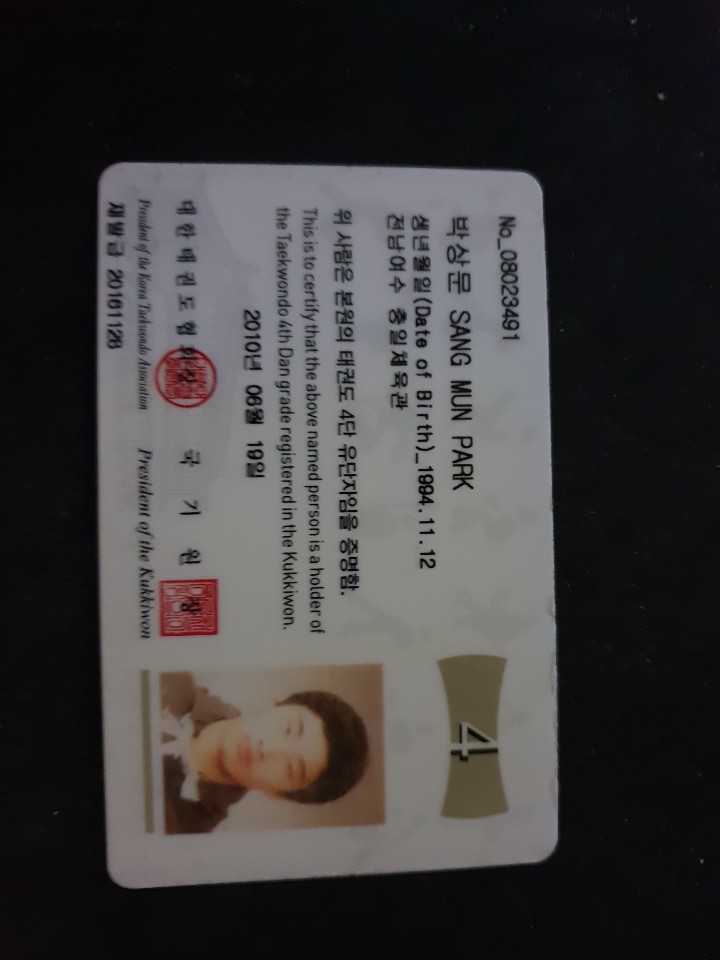 No_08023491
박상문 SANG MUN PARK
생년월일(Date of Birth)_1994.11.12
전남여수 충일체육관
위 사람은 본원의 태권도 4단 유단자임을 증명함.
This is to certify that the above named person is a holder of
the Taekwondo 4th Dan grade registered in the Kukkiwon.
2010년 06월 19일
대한태권도협회장 국기원장
President of the Korea Taekwondo Association President of the Kukkiwon
재발급 20161128
4